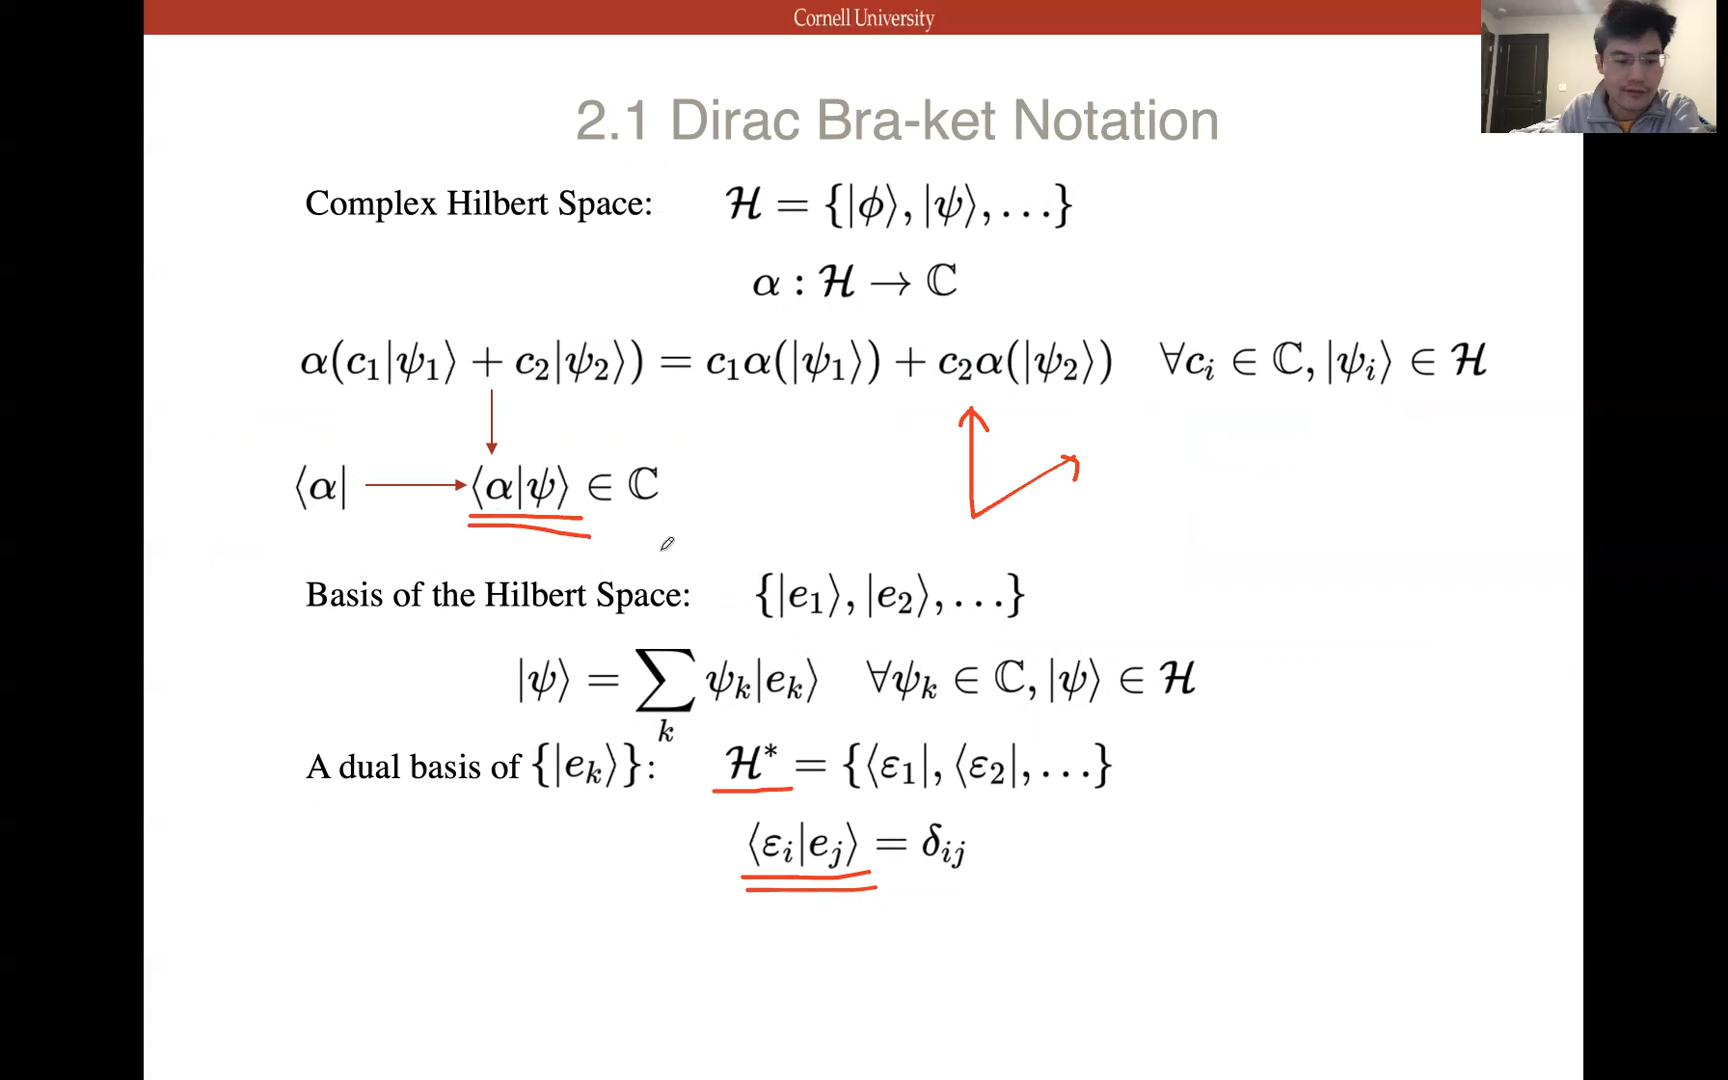 Cornell University
2.1 Dirac Bra-ket Notation
Complex Hilbert Space: ℋ = {|ϕ⟩, |ψ⟩, . . .}
α : ℋ → ℂ
α(c₁|ψ₁⟩ + c₂|ψ₂⟩) = c₁α(|ψ₁⟩) + c₂α(|ψ₂⟩) ∀cᵢ ∈ ℂ, |ψᵢ⟩ ∈ ℋ
⟨α| → ⟨α|ψ⟩ ∈ ℂ
Basis of the Hilbert Space: {|e₁⟩, |e₂⟩, . . .}
|ψ⟩ = ∑ₖ ψₖ|eₖ⟩ ∀ψₖ ∈ ℂ, |ψ⟩ ∈ ℋ
A dual basis of {|eₖ⟩}: ℋ* = {⟨ε₁|, ⟨ε₂|, . . .}
⟨εᵢ|eⱼ⟩ = δᵢⱼ